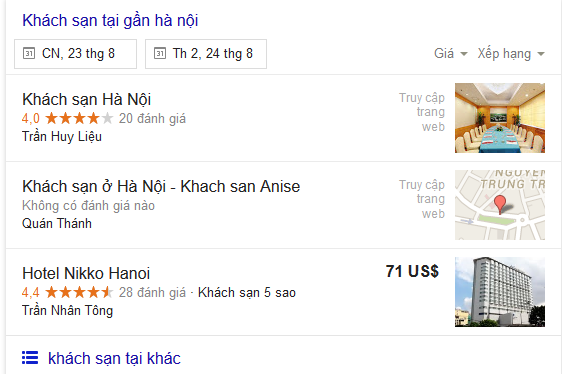 Khách sạn tại gần hà nội
31 CN, 23 thg 8
31 Th 2, 24 thg 8
Giá
Xếp hạng
Khách sạn Hà Nội
4,0 20 đánh giá
Trần Huy Liệu
Truy cập
trang
web
Khách sạn ở Hà Nội - Khach san Anise
Không có đánh giá nào
Quán Thánh
Truy cập
trang
web
NGUYEN
TRUNG TR
Hotel Nikko Hanoi
4,4 28 đánh giá · Khách sạn 5 sao
Trần Nhân Tông
71 US$
khách sạn tại khác